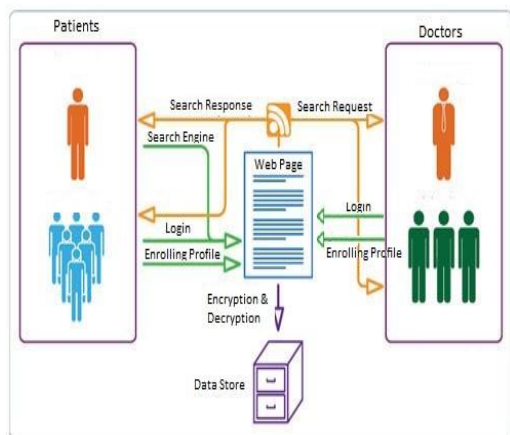 Patients
Doctors
Search Response
Search Request
Search Engine
Web Page
Login
Login
Enrolling Profile
Enrolling Profile
Encryption &
Decryption
Data Store